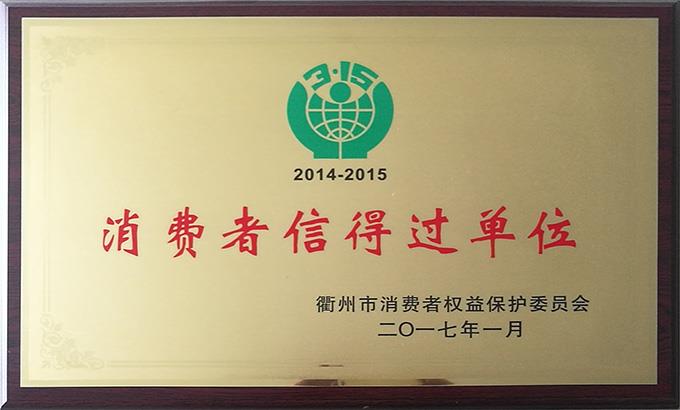 3·15
2014-2015
消费者信得过单位
衢州市消费者权益保护委员会
二〇一七年一月